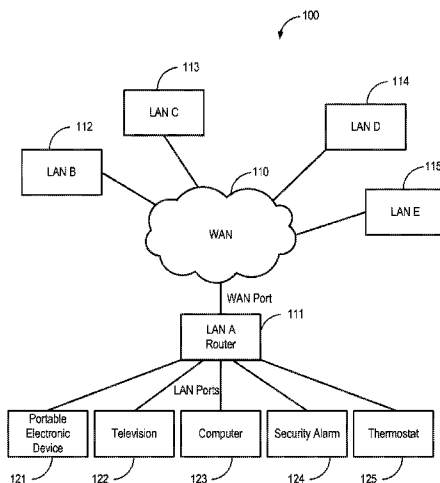 100
113
LAN C
114
LAN D
112
LAN B
110
115
LAN E
WAN
WAN Port
111
LAN A
Router
LAN Ports
Portable
Electronic
Device
Television
Computer
Security Alarm
Thermostat
121
122
123
124
125